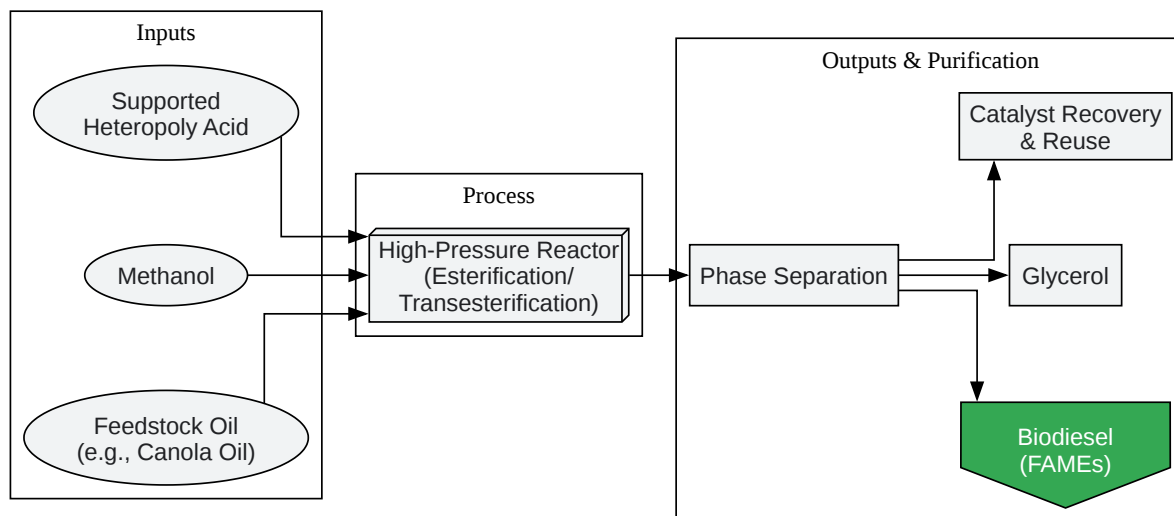 Inputs
Supported
Heteropoly Acid
Methanol
Feedstock Oil
(e.g., Canola Oil)
Process
High-Pressure Reactor
(Esterification/
Transesterification)
Outputs & Purification
Phase Separation
Catalyst Recovery
& Reuse
Glycerol
Biodiesel
(FAMEs)